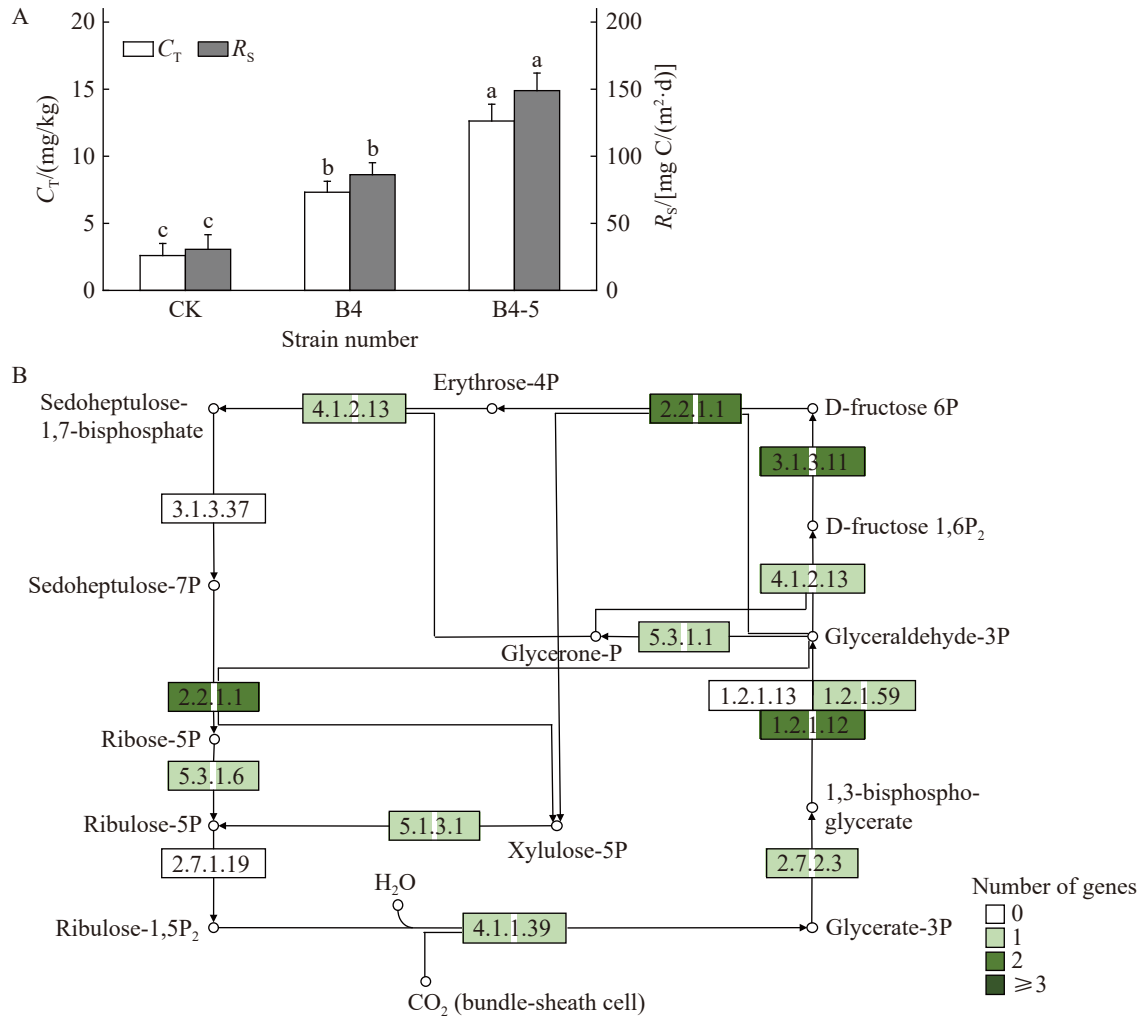 A
20
15
10
5
0
C_T/(mg/kg)
C_T
R_S
c
c
b
b
a
a
200
150
100
50
0
R_S/[mg C/(m²·d)
CK
B4
B4-5
Strain number
B
Sedoheptulose-
1,7-bisphosphate
4.1.2.13
Erythrose-4P
2.2.1.1
D-fructose 6P
3.1.3.11
3.1.3.37
D-fructose 1,6P₂
4.1.2.13
Sedoheptulose-7P
Glycerone-P
5.3.1.1
Glyceraldehyde-3P
2.2.1.1
1.2.1.13
1.2.1.59
1.2.1.12
Ribose-5P
5.3.1.6
1,3-bisphospho-
glycerate
Ribulose-5P
5.1.3.1
Xylulose-5P
2.7.1.19
2.7.2.3
H₂O
Ribulose-1,5P₂
4.1.1.39
Glycerate-3P
CO₂ (bundle-sheath cell)
Number of genes
0
1
2
⩾3